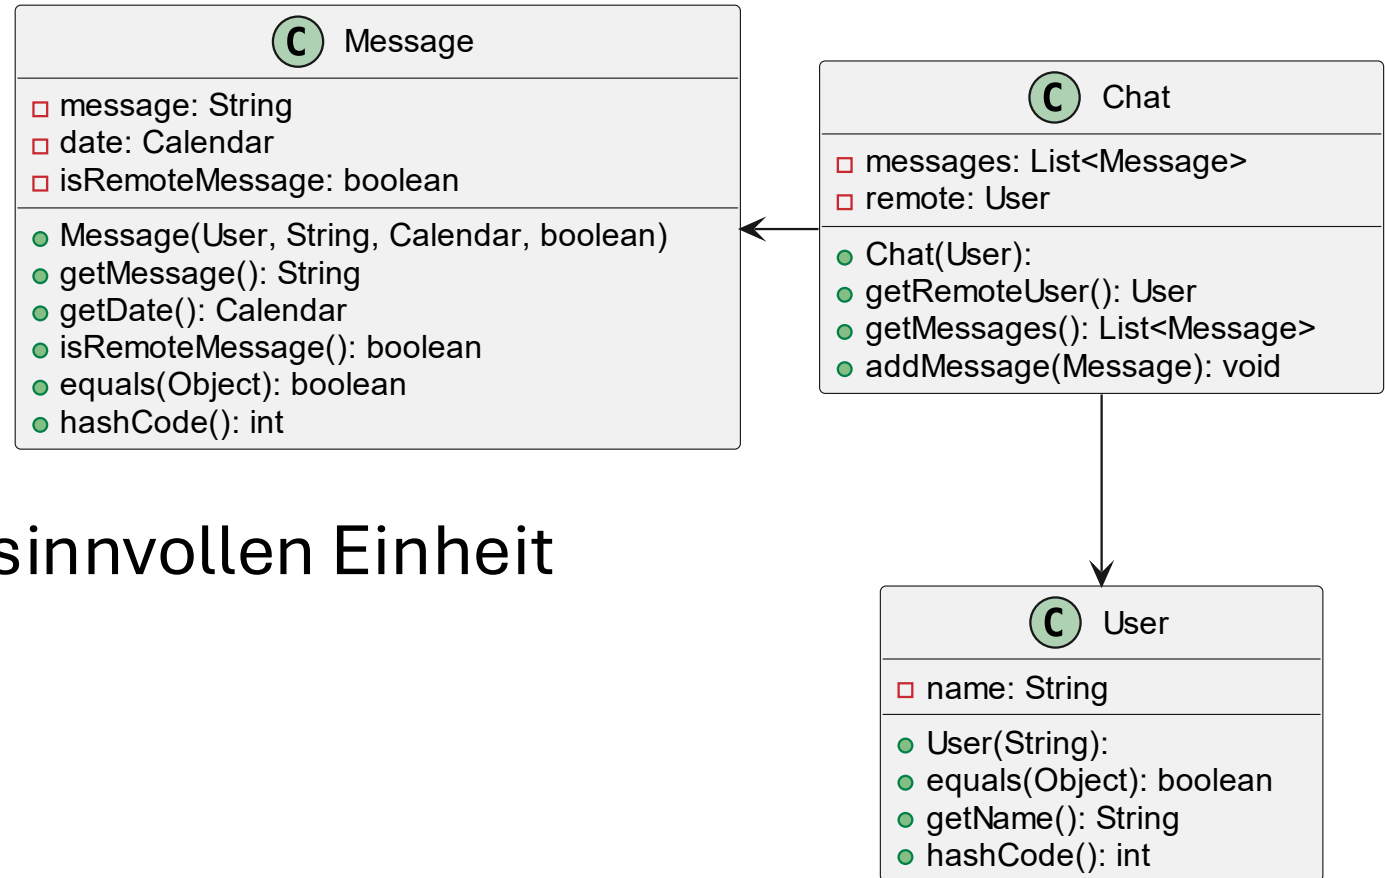 C Message
message: String
date: Calendar
isRemoteMessage: boolean
Message(User, String, Calendar, boolean)
getMessage(): String
getDate(): Calendar
isRemoteMessage(): boolean
equals(Object): boolean
hashCode(): int
C Chat
messages: List<Message>
remote: User
Chat(User):
getRemoteUser(): User
getMessages(): List<Message>
addMessage(Message): void
sinnvollen Einheit
C User
name: String
User(String):
equals(Object): boolean
getName(): String
hashCode(): int